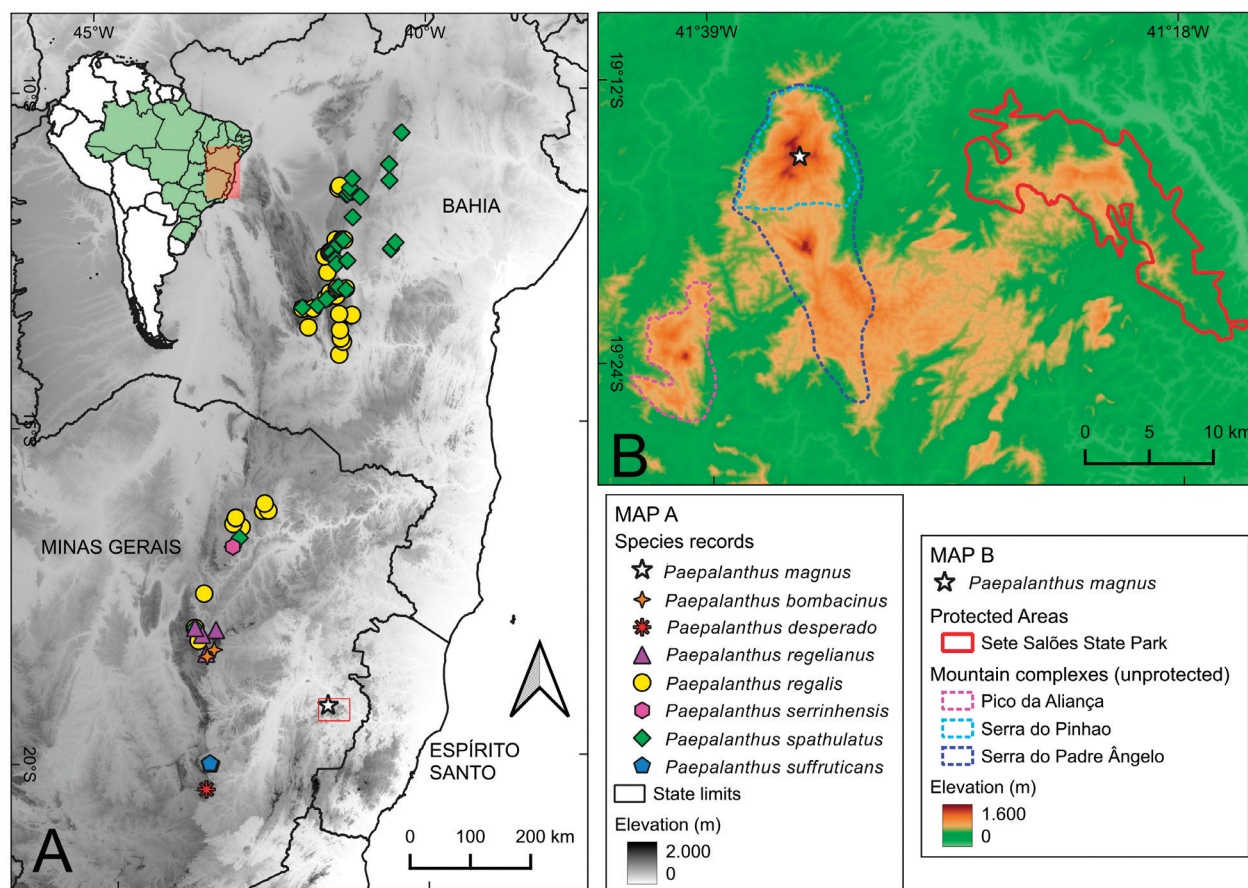 45°W
40°W
10°S
15°S
20°S
BAHIA
MINAS GERAIS
ESPÍRITO
SANTO
A
0 100 200 km
41°39'W
41°18'W
19°12'S
19°24'S
B
0 5 10 km
MAP A
Species records
Paepalanthus magnus
Paepalanthus bombacinus
Paepalanthus desperado
Paepalanthus regelianus
Paepalanthus regalis
Paepalanthus serrinhensis
Paepalanthus spathulatus
Paepalanthus suffruticans
State limits
Elevation (m)
2.000
0
MAP B
Paepalanthus magnus
Protected Areas
Sete Salões State Park
Mountain complexes (unprotected)
Pico da Aliança
Serra do Pinhao
Serra do Padre Ângelo
Elevation (m)
1.600
0